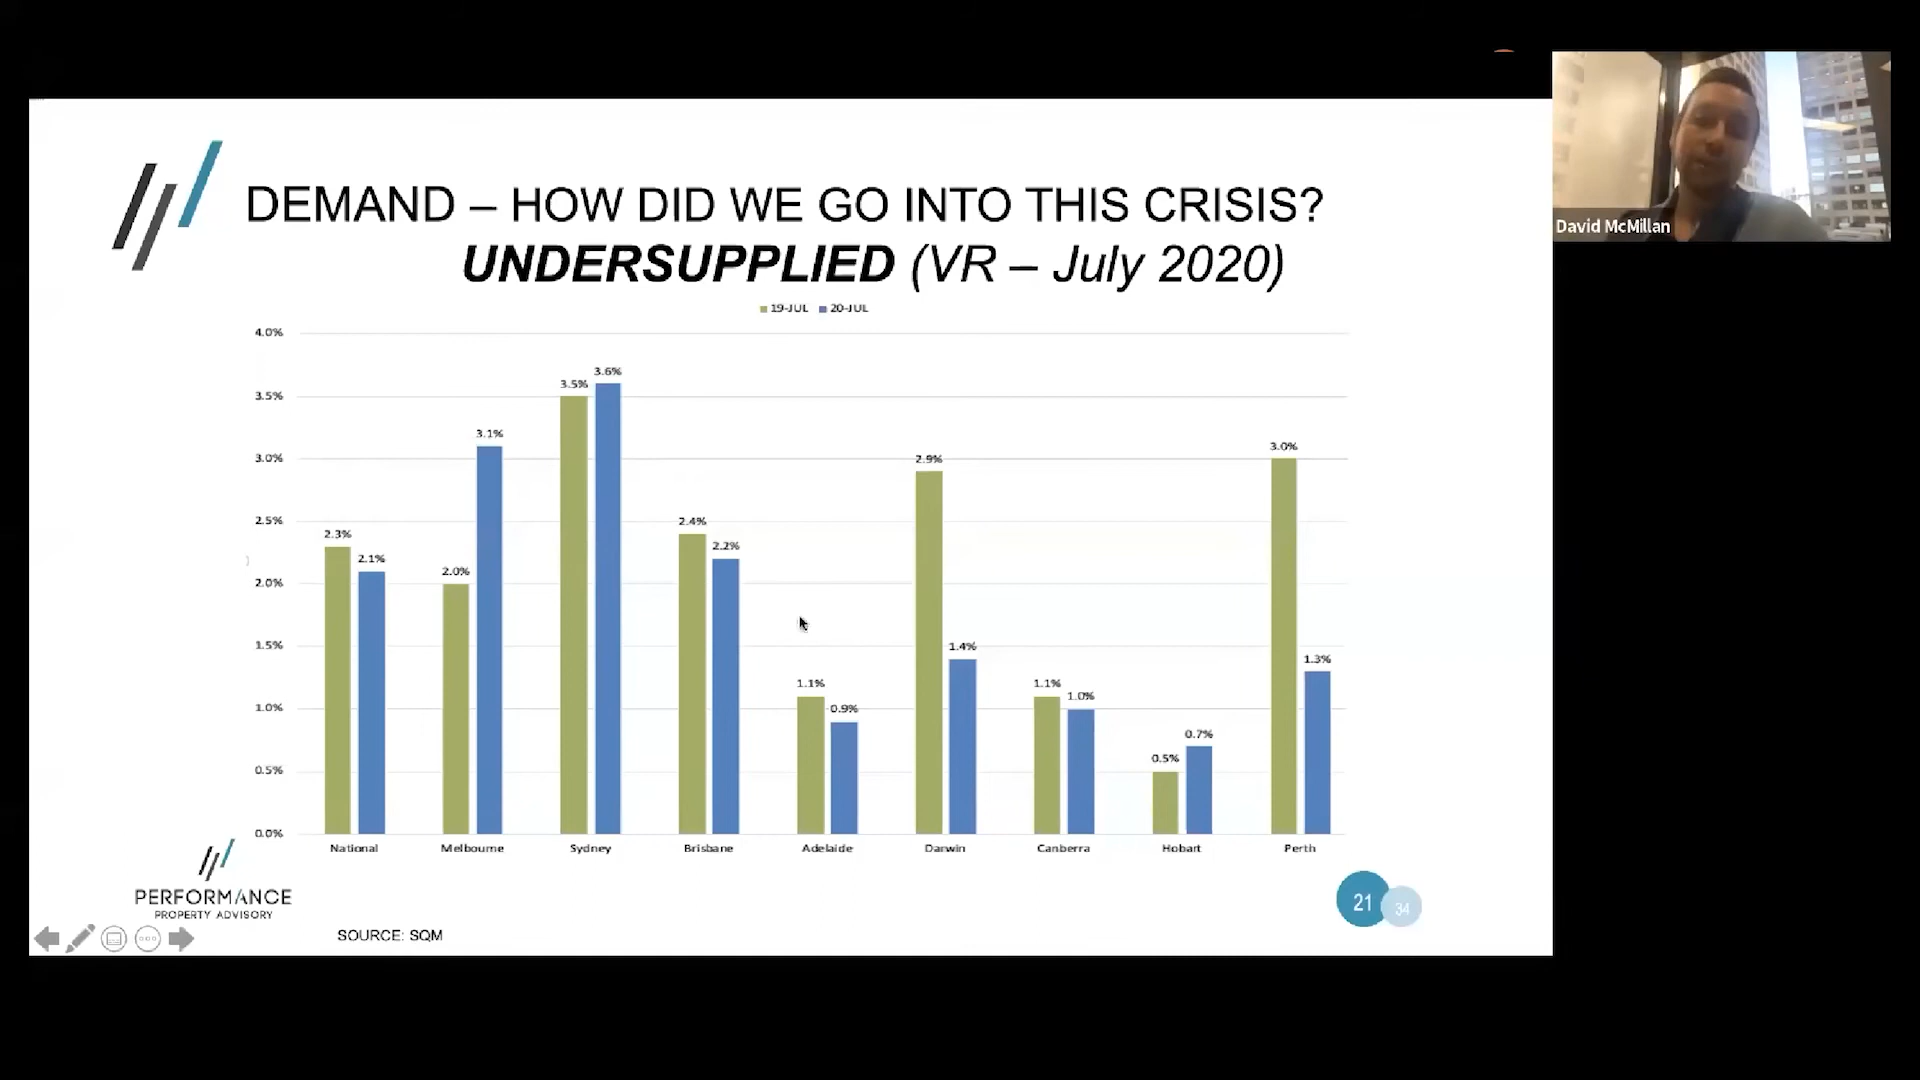 DEMAND – HOW DID WE GO INTO THIS CRISIS?
UNDERSUPPLIED (VR – July 2020)
19-JUL 20-JUL
4.0%
3.5%
3.0%
2.5%
2.0%
1.5%
1.0%
0.5%
0.0%
2.3% 2.1%
2.0% 3.1%
3.5% 3.6%
2.4% 2.2%
1.1% 0.9%
2.9% 1.4%
1.1% 1.0%
0.5% 0.7%
3.0% 1.3%
National Melbourne Sydney Brisbane Adelaide Darwin Canberra Hobart Perth
PERFORMANCE
PROPERTY ADVISORY
SOURCE: SQM
21 34
David McMillan